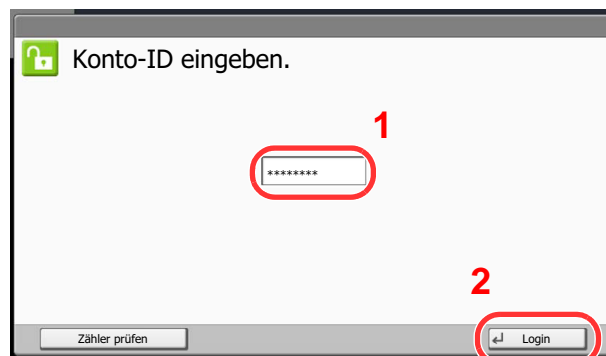 Konto-ID eingeben.
1
********
2
Zähler prüfen
Login